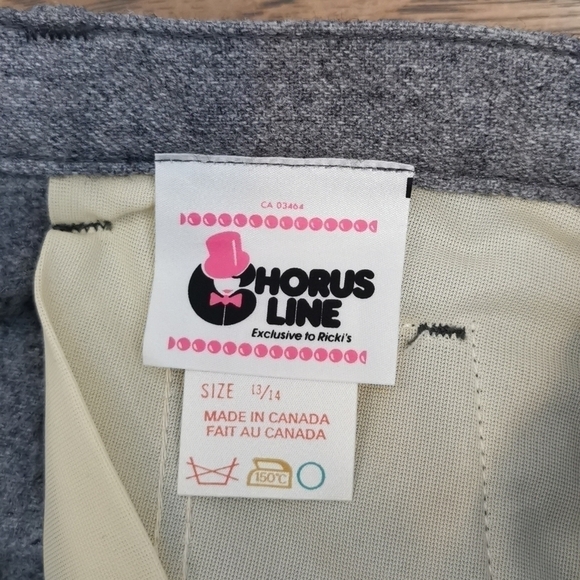 CA 03464
CHORUS
LINE
Exclusive to Ricki's
SIZE 13/14
MADE IN CANADA
FAIT AU CANADA
150°C